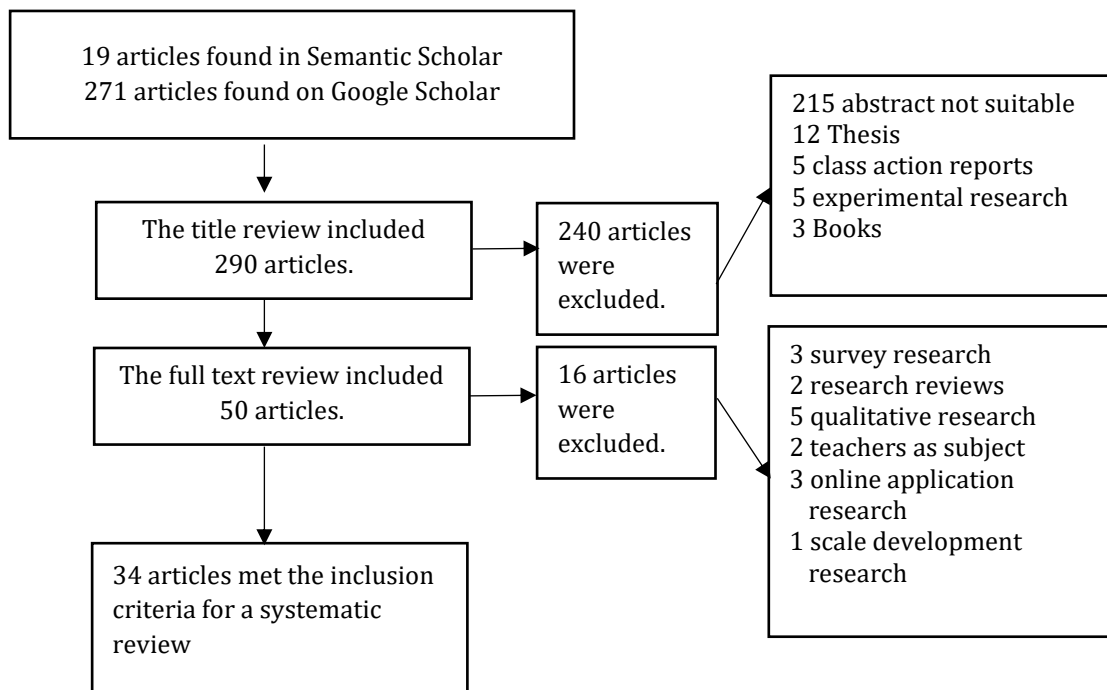 19 articles found in Semantic Scholar
271 articles found on Google Scholar
215 abstract not suitable
12 Thesis
5 class action reports
5 experimental research
3 Books
The title review included
290 articles.
240 articles
were
excluded.
The full text review included
50 articles.
16 articles
were
excluded.
3 survey research
2 research reviews
5 qualitative research
2 teachers as subject
3 online application
research
1 scale development
research
34 articles met the inclusion
criteria for a systematic
review